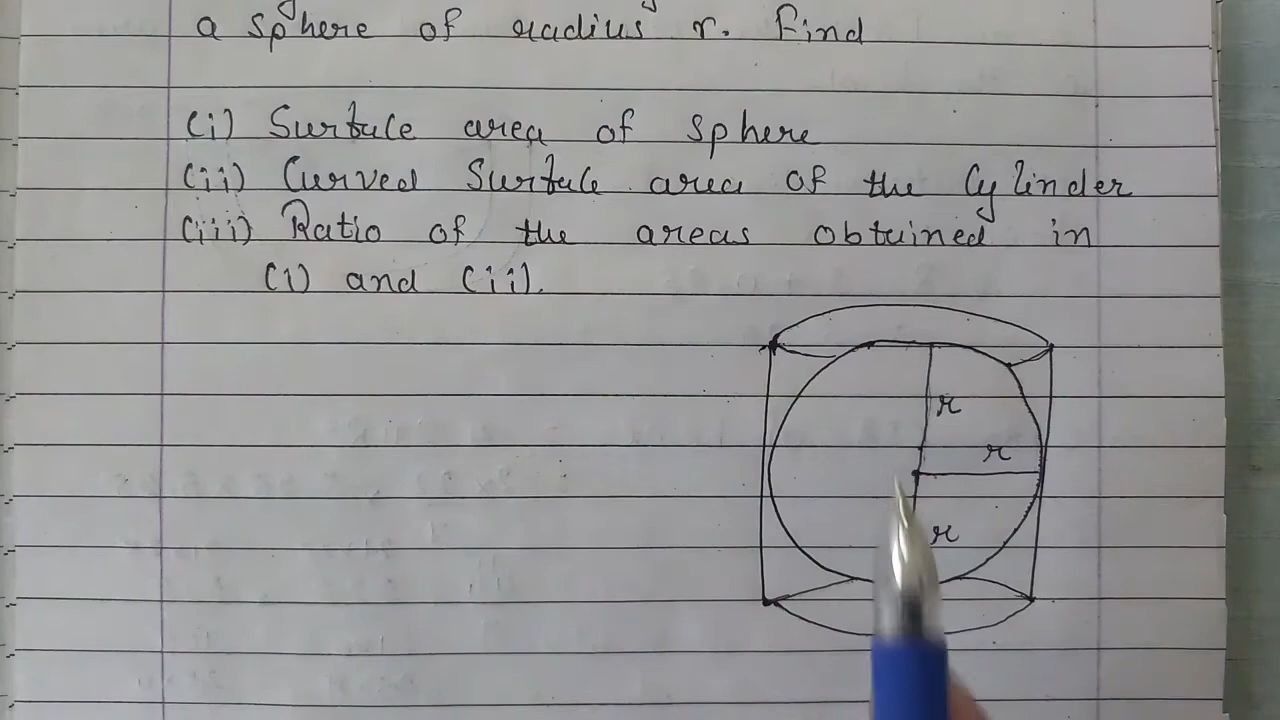 a sphere of radius r. Find
(i) Surface area of sphere
(ii) Curved Surface area of the Cylinder
(iii) Ratio of the areas obtained in
(i) and (ii).
r
r
r